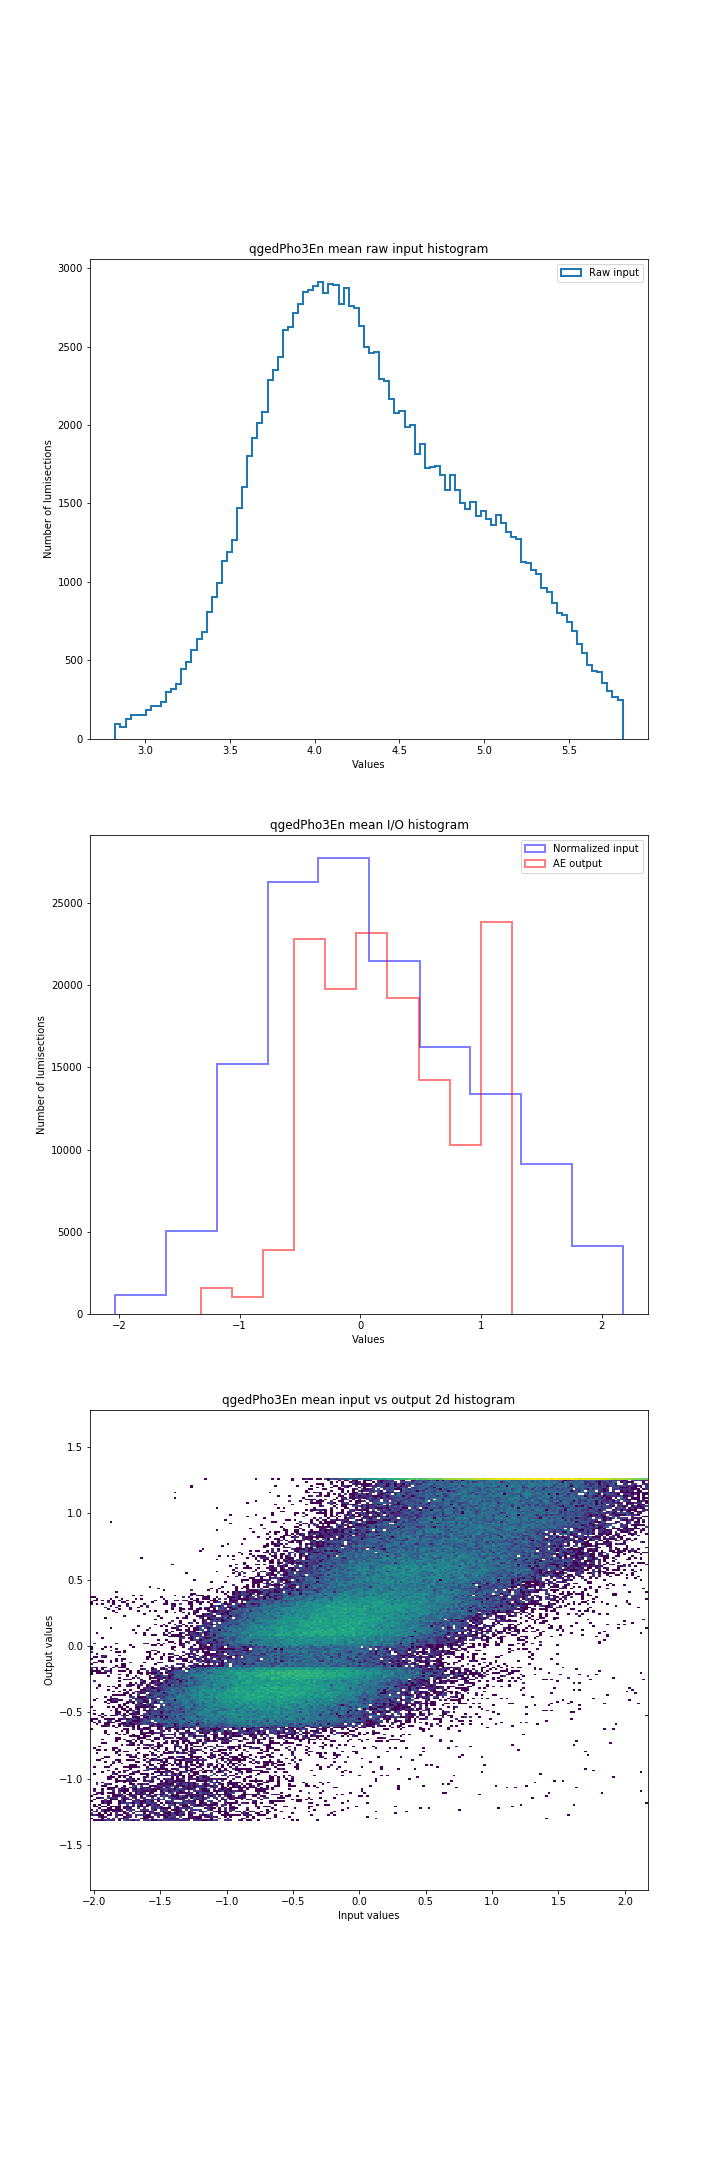 qgedPho3En mean raw input histogram
Raw input
3000
2500
2000
1500
1000
500
0
Number of lumisections
3.0 3.5 4.0 4.5 5.0 5.5
Values
qgedPho3En mean I/O histogram
Normalized input
AE output
25000
20000
15000
10000
5000
0
Number of lumisections
−2 −1 0 1 2
Values
qgedPho3En mean input vs output 2d histogram
1.5
1.0
0.5
0.0
−0.5
−1.0
−1.5
Output values
−2.0 −1.5 −1.0 −0.5 0.0 0.5 1.0 1.5 2.0
Input values